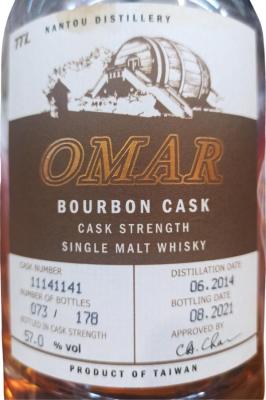 TTL
NANTOU DISTILLERY
OMAR
BOURBON CASK
CASK STRENGTH
SINGLE MALT WHISKY
CASK NUMBER
11141141
NUMBER OF BOTTLES
073 / 178
BOTTLED IN CASK STRENGTH
57.0 % vol
DISTILLATION DATE
06.2014
BOTTLING DATE
08.2021
APPROVED BY
PRODUCT OF TAIWAN